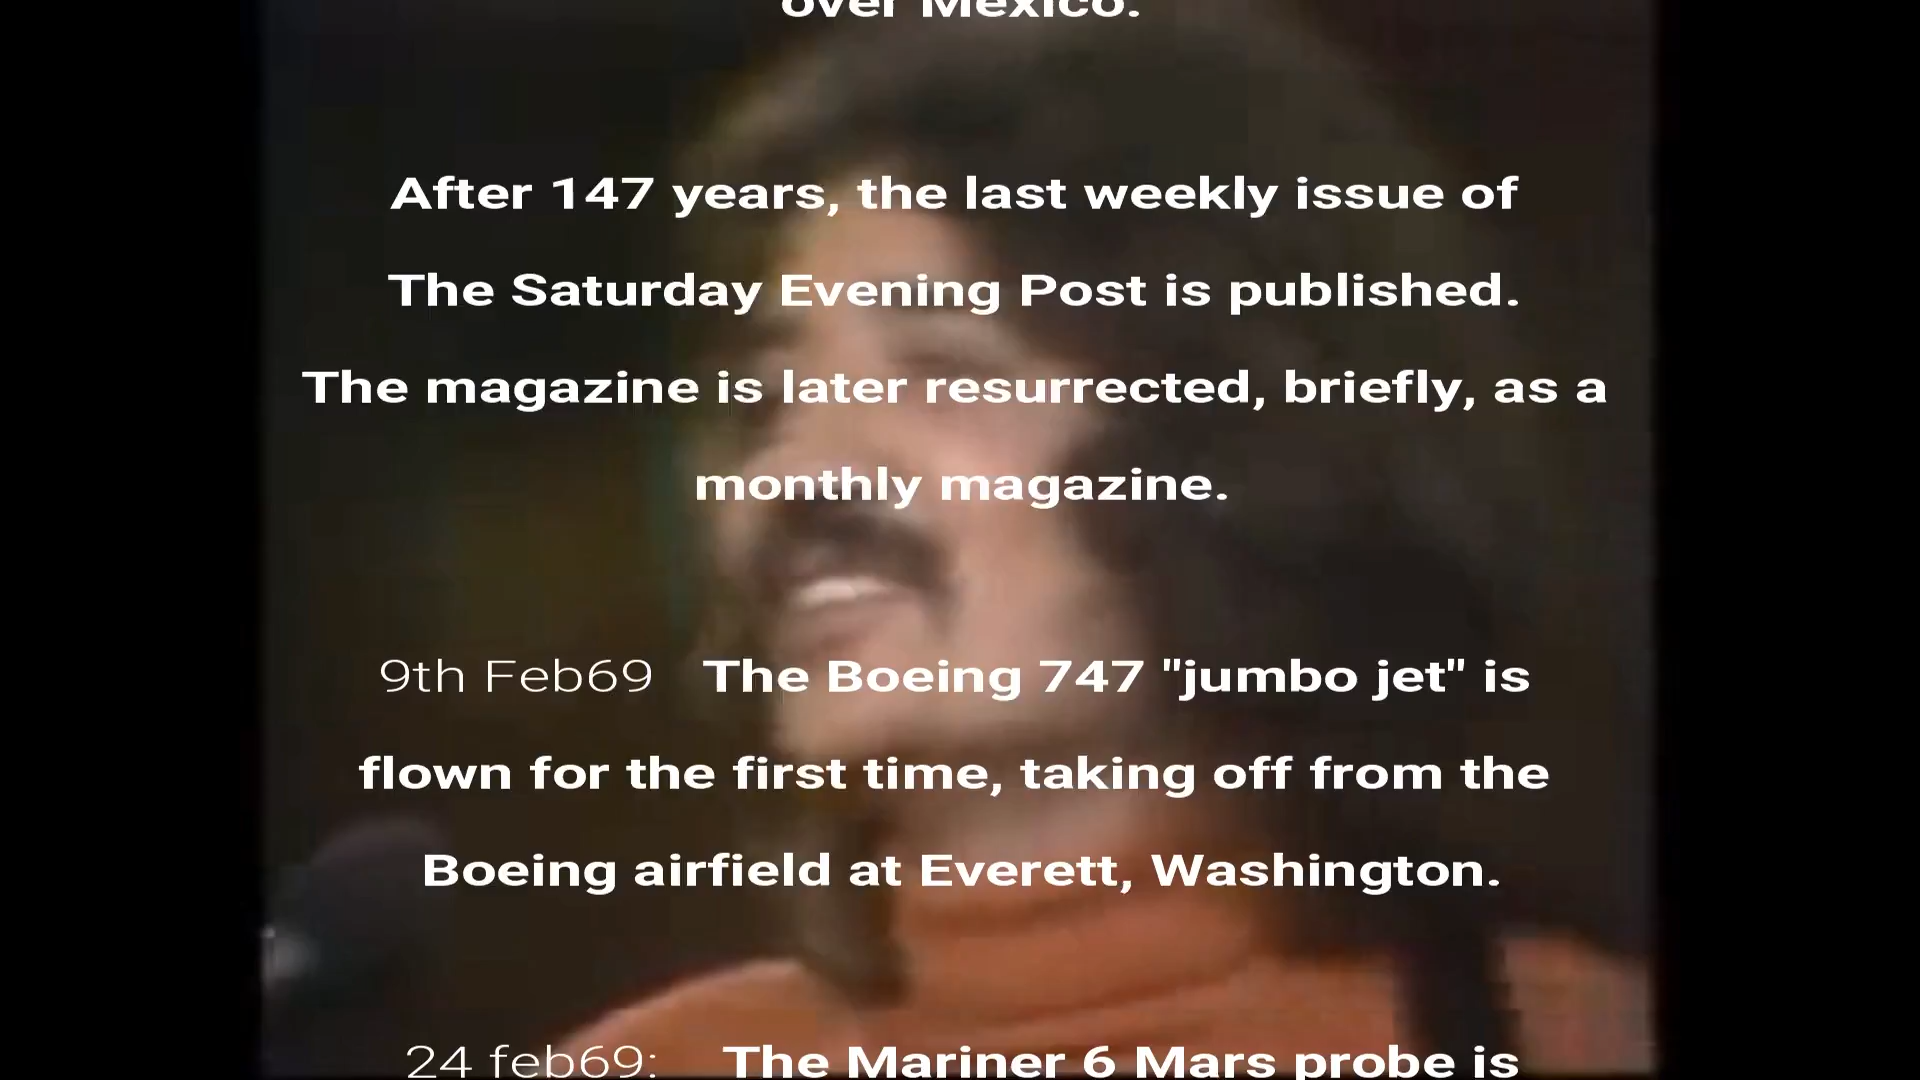 over Mexico.
After 147 years, the last weekly issue of
The Saturday Evening Post is published.
The magazine is later resurrected, briefly, as a
monthly magazine.
9th Feb69 The Boeing 747 "jumbo jet" is
flown for the first time, taking off from the
Boeing airfield at Everett, Washington.
24 feb69: The Mariner 6 Mars probe is